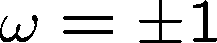 ω = ±1